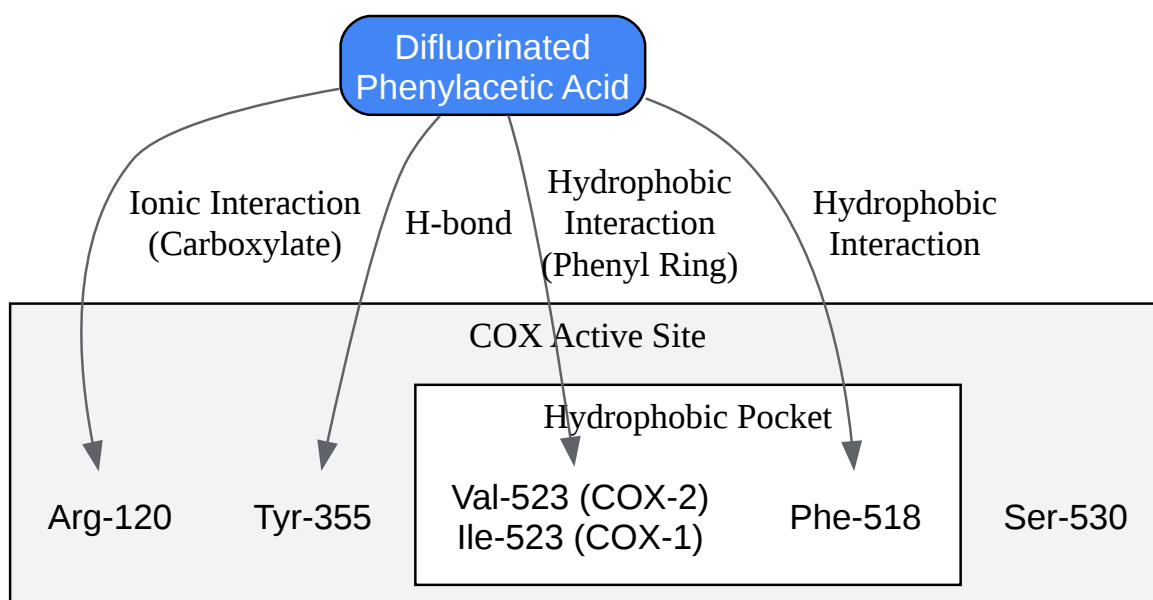 Difluorinated
Phenylacetic Acid
Ionic Interaction
(Carboxylate)
H-bond
Hydrophobic
Interaction
(Phenyl Ring)
Hydrophobic
Interaction
COX Active Site
Hydrophobic Pocket
Arg-120
Tyr-355
Val-523 (COX-2)
Ile-523 (COX-1)
Phe-518
Ser-530